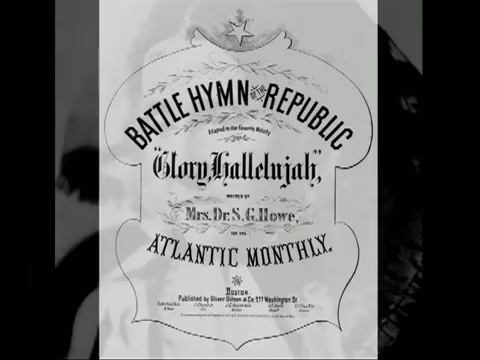 BATTLE HYMN OF THE REPUBLIC
Adapted to the favorite Melody
OF
"Glory, Hallelujah",
WRITTEN BY
Mrs. Dr. S. G. Howe,
FOR THE
ATLANTIC MONTHLY.
BOSTON
Published by Oliver Ditson & Co. 277 Washington St.